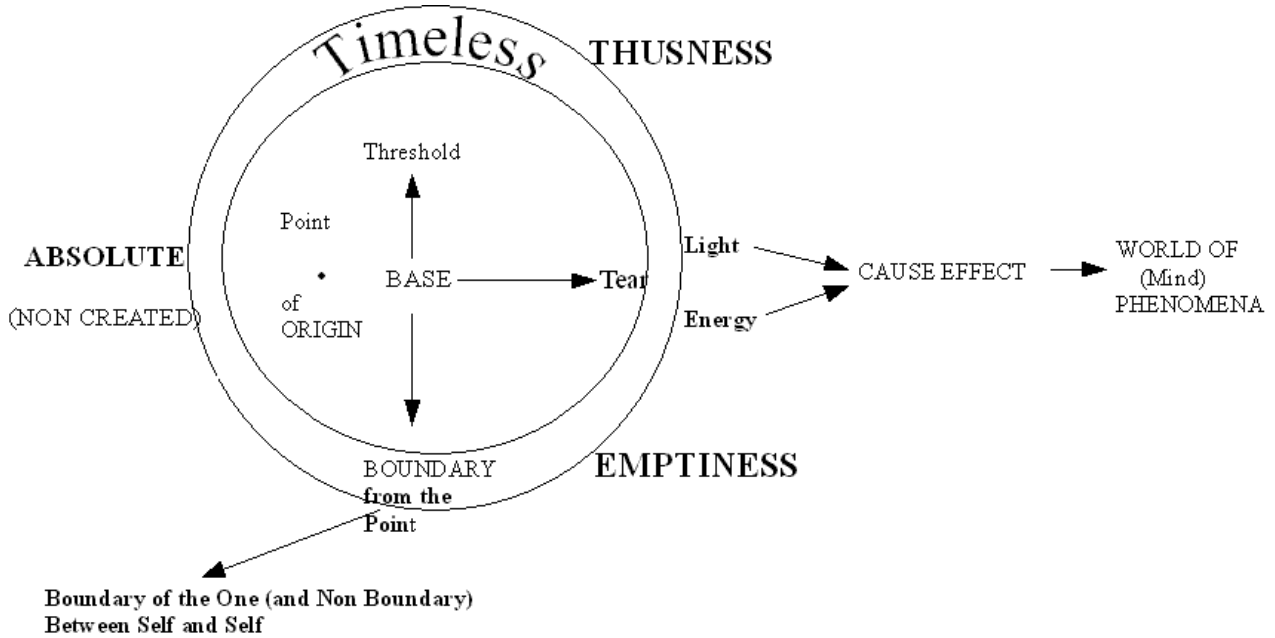 Timeless
THUSNESS
Threshold
Point
ABSOLUTE
BASE
Tear
Light
CAUSE EFFECT
WORLD OF
(Mind)
PHENOMENA
of
ORIGIN
(NON CREATED)
Energy
BOUNDARY
from the
Point
EMPTINESS
Boundary of the One (and Non Boundary)
Between Self and Self